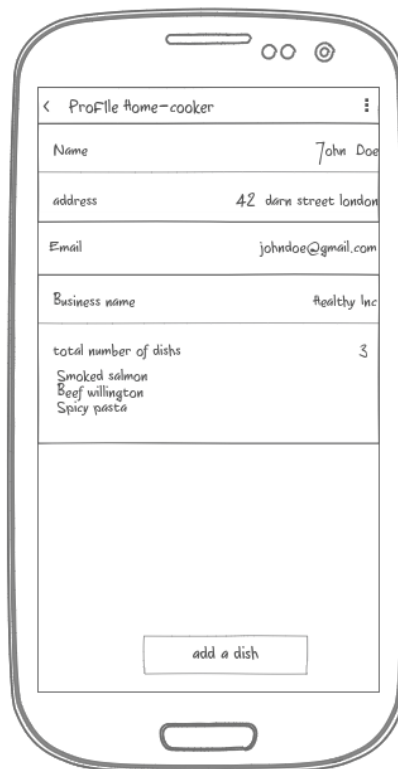 < Profile Home-cooker
Name John Doe
address 42 darn street london
Email johndoe@gmail.com
Business name Healthy Inc
total number of dishs 3
Smoked salmon
Beef willington
Spicy pasta
add a dish